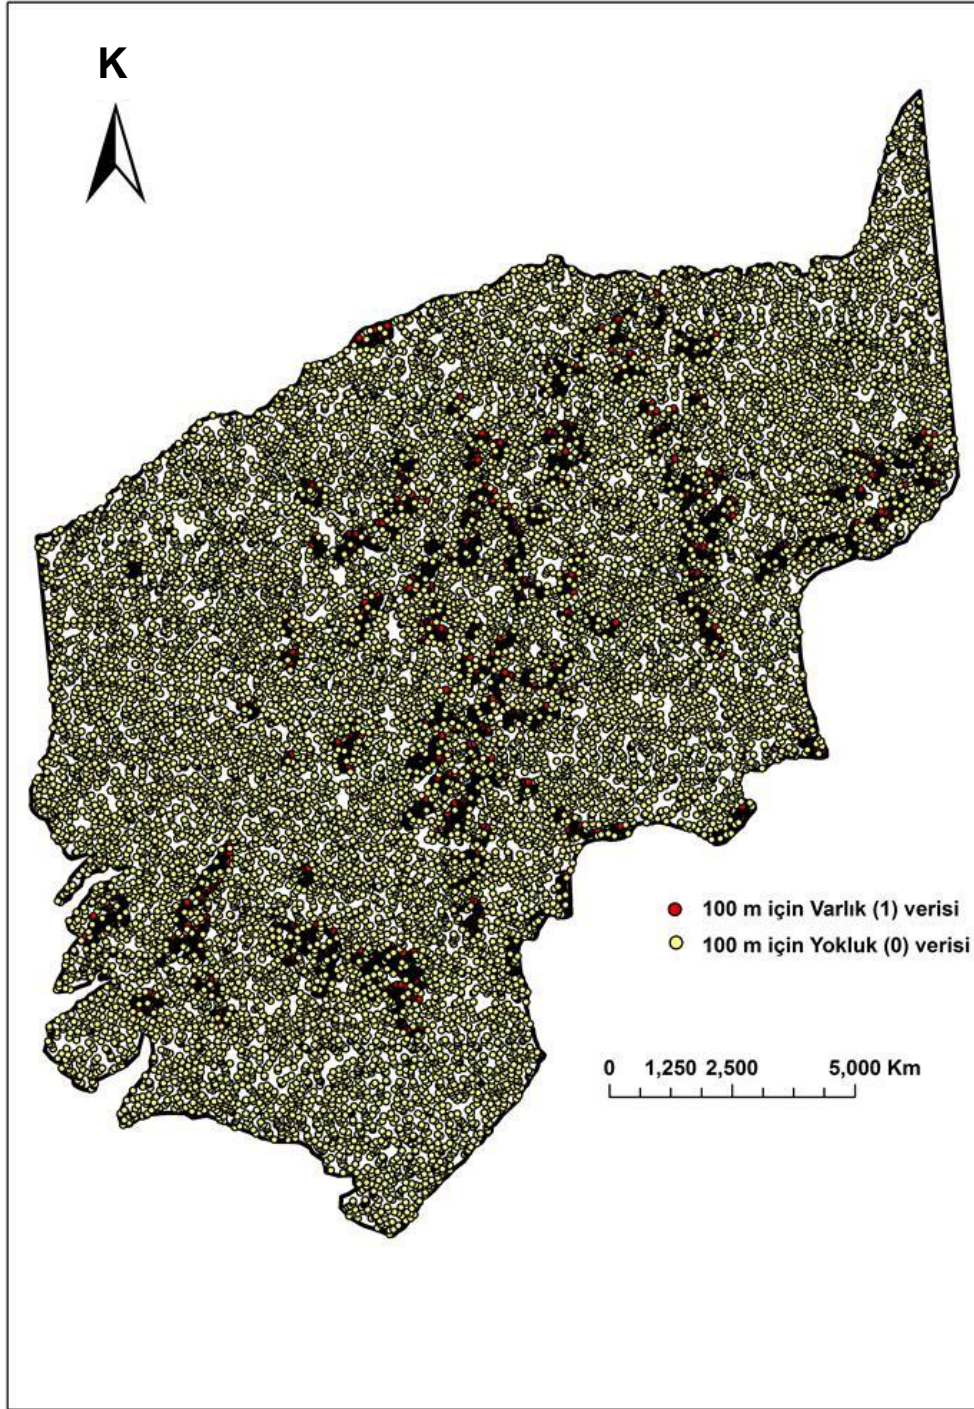 K
100 m için Varlık (1) verisi
100 m için Yokluk (0) verisi
0 1,250 2,500 5,000 Km